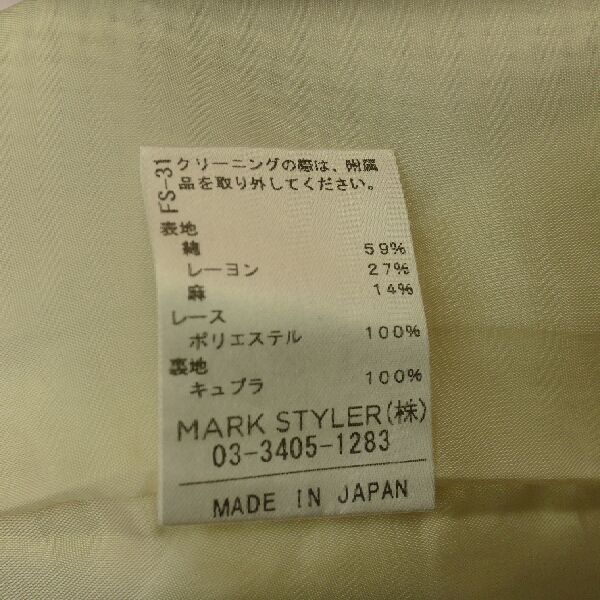 FS-31
クリーニングの際は、附属
品を取り外してください。
表地
綿 59%
レーヨン 27%
麻 14%
レース
ポリエステル 100%
裏地
キュプラ 100%
MARK STYLER(株)
03-3405-1283
MADE IN JAPAN